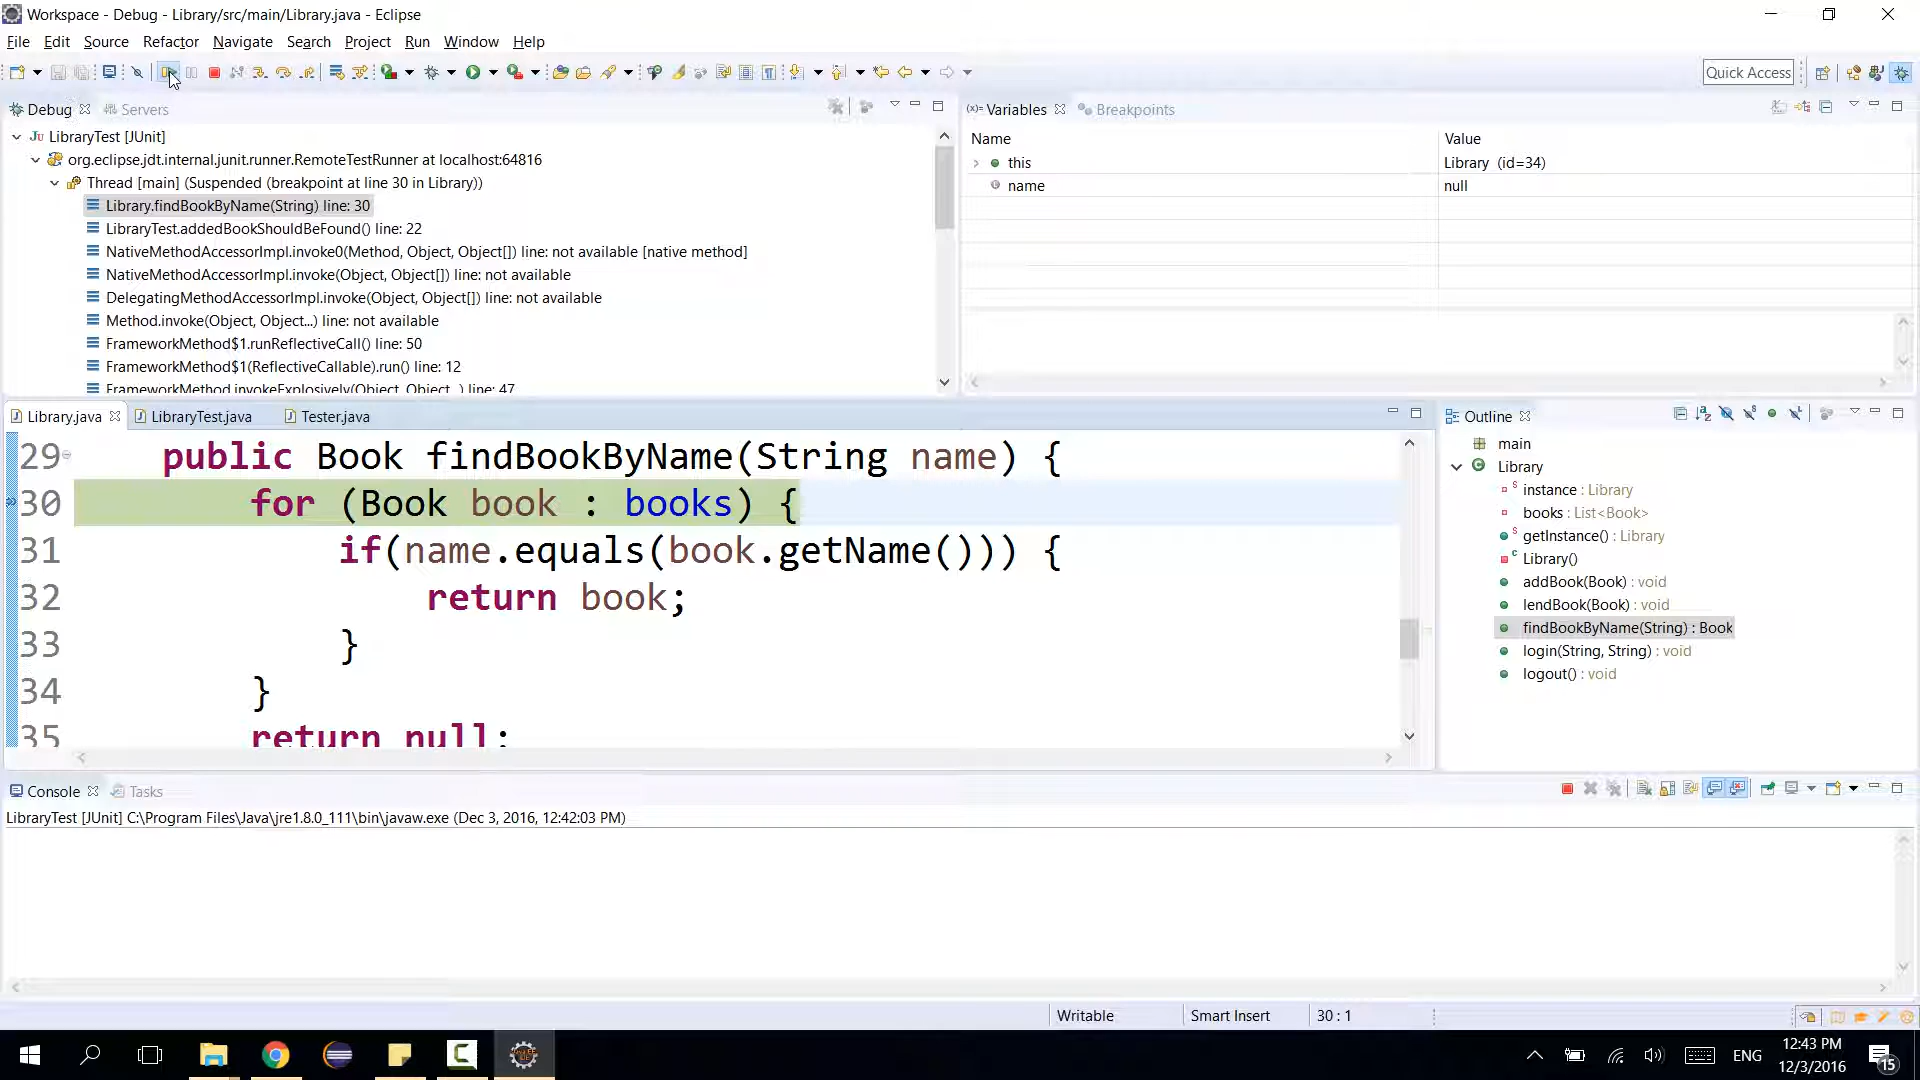 Workspace - Debug - Library/src/main/Library.java - Eclipse
File Edit Source Refactor Navigate Search Project Run Window Help
Quick Access
Debug Servers
LibraryTest [JUnit]
org.eclipse.jdt.internal.junit.runner.RemoteTestRunner at localhost:64816
Thread [main] (Suspended (breakpoint at line 30 in Library))
Library.findBookByName(String) line: 30
LibraryTest.addedBookShouldBeFound() line: 22
NativeMethodAccessorImpl.invoke0(Method, Object, Object[]) line: not available [native method]
NativeMethodAccessorImpl.invoke(Object, Object[]) line: not available
DelegatingMethodAccessorImpl.invoke(Object, Object[]) line: not available
Method.invoke(Object, Object...) line: not available
FrameworkMethod$1.runReflectiveCall() line: 50
FrameworkMethod$1(ReflectiveCallable).run() line: 12
FrameworkMethod.invokeExplosively(Object, Object...) line: 47
(x)= Variables Breakpoints
Name Value
this Library (id=34)
name null
Library.java LibraryTest.java Tester.java
29 public Book findBookByName(String name) {
30 for (Book book : books) {
31 if(name.equals(book.getName())) {
32 return book;
33 }
34 }
35 return null;
Outline
main
Library
instance : Library
books : List<Book>
getInstance() : Library
Library()
addBook(Book) : void
lendBook(Book) : void
findBookByName(String) : Book
login(String, String) : void
logout() : void
Console Tasks
LibraryTest [JUnit] C:\Program Files\Java\jre1.8.0_111\bin\javaw.exe (Dec 3, 2016, 12:42:03 PM)
Writable Smart Insert 30 : 1
ENG
12:43 PM
12/3/2016
15